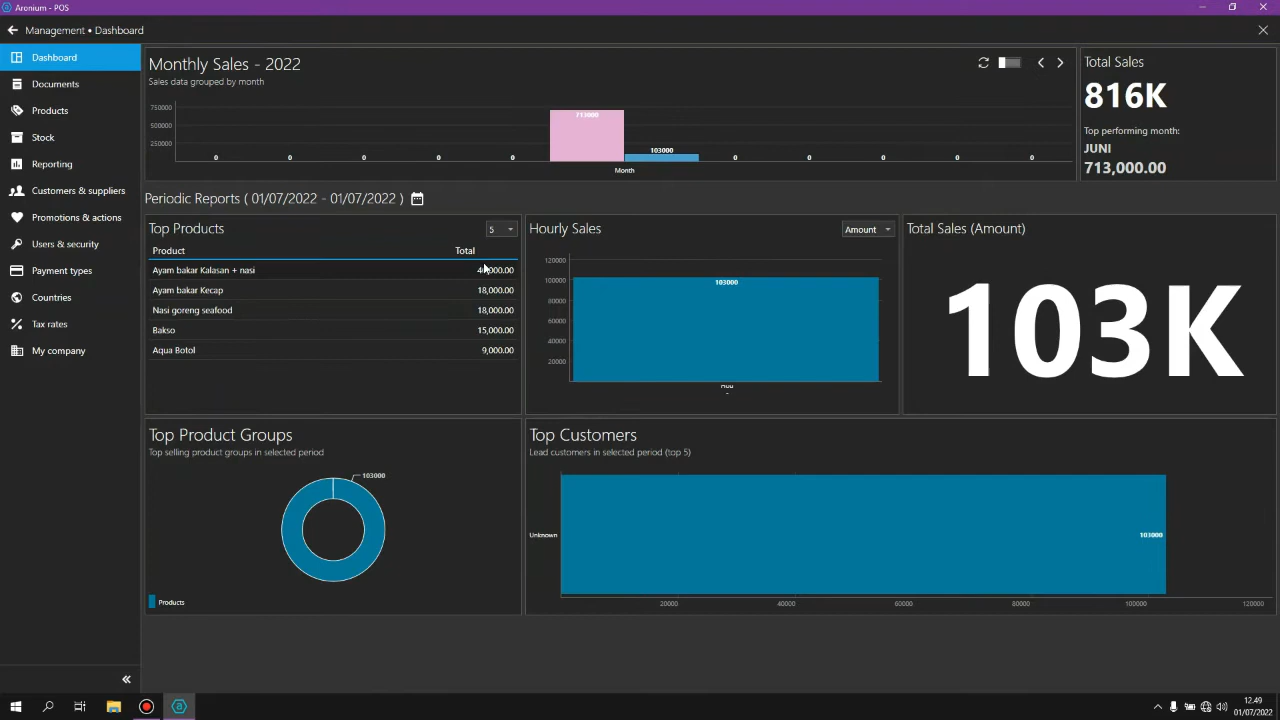 Aronium - POS
Management • Dashboard
Dashboard
Documents
Products
Stock
Reporting
Customers & suppliers
Promotions & actions
Users & security
Payment types
Countries
Tax rates
My company
Monthly Sales - 2022
Sales data grouped by month
750000
500000
250000
0 0 0 0 0 713000 103000 0 0 0 0 0
Month
Total Sales
816K
Top performing month:
JUNI
713,000.00
Periodic Reports ( 01/07/2022 - 01/07/2022 )
Top Products
5
Product Total
Ayam bakar Kalasan + nasi
Ayam bakar Kecap 18,000.00
Nasi goreng seafood 18,000.00
Bakso 15,000.00
Aqua Botol 9,000.00
Hourly Sales
Amount
120000
100000
80000
60000
40000
20000
103000
Total Sales (Amount)
103K
Top Product Groups
Top selling product groups in selected period
103000
Products
Top Customers
Lead customers in selected period (top 5)
Unknown
103000
20000 40000 60000 80000 100000 120000
12.49
01/07/2022